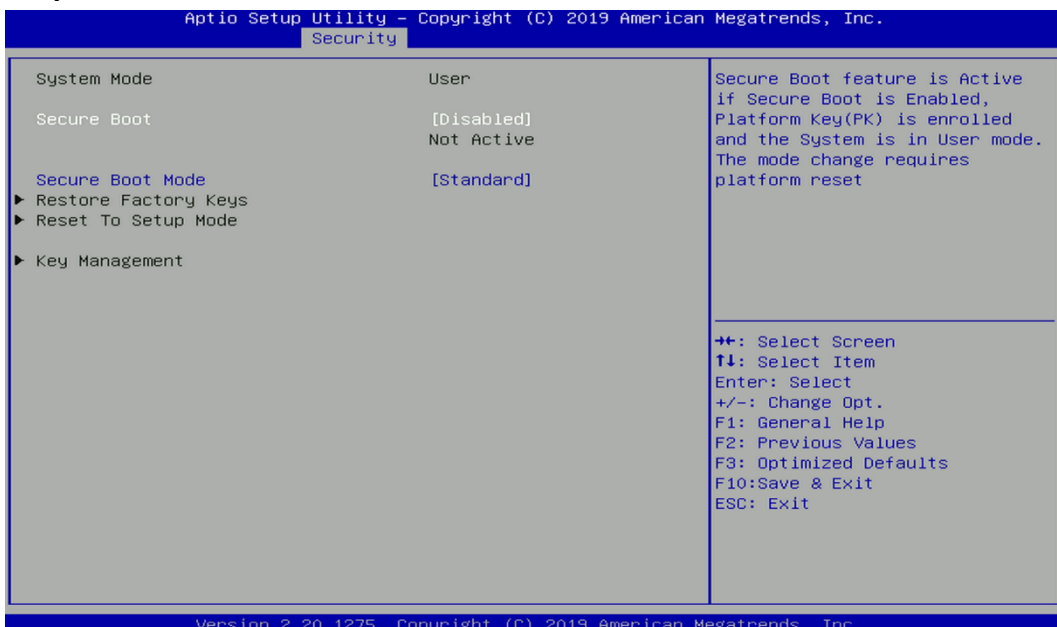 Aptio Setup Utility – Copyright (C) 2019 American Megatrends, Inc.
Security
System Mode User
Secure Boot [Disabled]
Not Active
Secure Boot Mode [Standard]
▶ Restore Factory Keys
▶ Reset To Setup Mode
▶ Key Management
Secure Boot feature is Active
if Secure Boot is Enabled,
Platform Key(PK) is enrolled
and the System is in User mode.
The mode change requires
platform reset
→←: Select Screen
↑↓: Select Item
Enter: Select
+/-: Change Opt.
F1: General Help
F2: Previous Values
F3: Optimized Defaults
F10:Save & Exit
ESC: Exit
Version 2.20.1275. Copyright (C) 2019 American Megatrends, Inc.